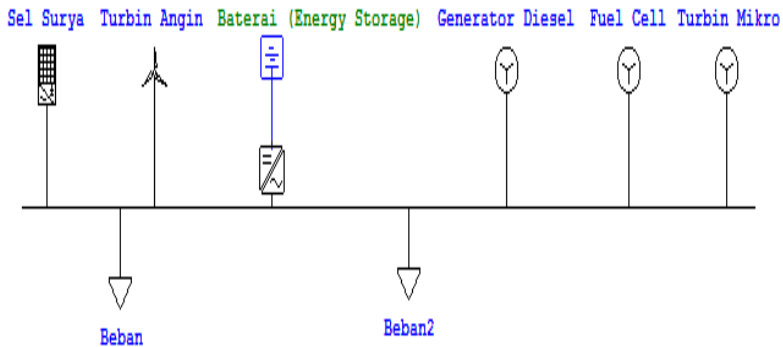 Sel Surya Turbin Angin Baterai (Energy Storage) Generator Diesel Fuel Cell Turbin Mikro
Beban
Beban2